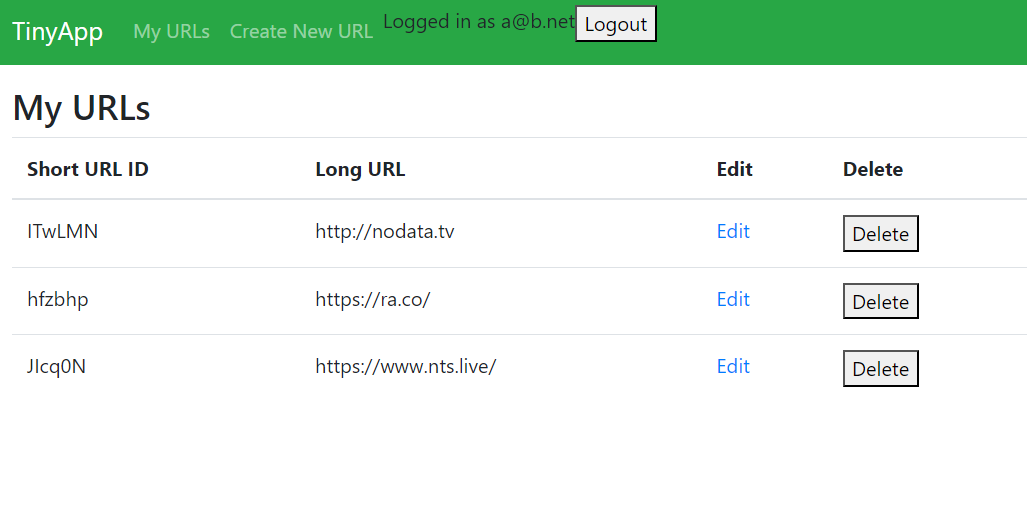 TinyApp My URLs Create New URL Logged in as a@b.net Logout
My URLs
Short URL ID Long URL Edit Delete
ITwLMN http://nodata.tv Edit Delete
hfzbhp https://ra.co/ Edit Delete
JIcq0N https://www.nts.live/ Edit Delete